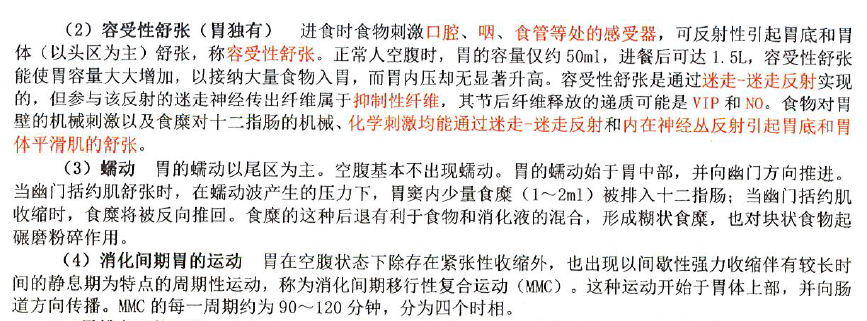 （2）容受性舒张（胃独有） 进食时食物刺激口腔、咽、食管等处的感受器，可反射性引起胃底和胃
体（以头区为主）舒张，称容受性舒张。正常人空腹时，胃的容量仅约 50ml，进餐后可达 1.5L，容受性舒张
能使胃容量大大增加，以接纳大量食物入胃，而胃内压却无显著升高。容受性舒张是通过迷走-迷走反射实现
的，但参与该反射的迷走神经传出纤维属于抑制性纤维，其节后纤维释放的递质可能是 VIP 和 NO。食物对胃
壁的机械刺激以及食糜对十二指肠的机械、化学刺激均能通过迷走-迷走反射和内在神经丛反射引起胃底和胃
体平滑肌的舒张。
（3）蠕动 胃的蠕动以尾区为主。空腹基本不出现蠕动。胃的蠕动始于胃中部，并向幽门方向推进。
当幽门括约肌舒张时，在蠕动波产生的压力下，胃窦内少量食糜（1～2ml）被排入十二指肠；当幽门括约肌
收缩时，食糜将被反向推回。食糜的这种后退有利于食物和消化液的混合，形成糊状食糜，也对块状食物起
碾磨粉碎作用。
（4）消化间期胃的运动 胃在空腹状态下除存在紧张性收缩外，也出现以间歇性强力收缩伴有较长时
间的静息期为特点的周期性运动，称为消化间期移行性复合运动（MMC）。这种运动开始于胃体上部，并向肠
道方向传播。MMC 的每一周期约为 90～120 分钟，分为四个时相。